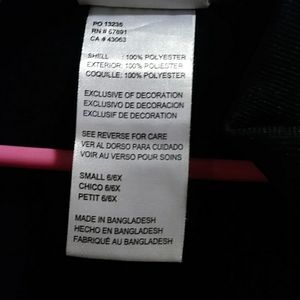 PO 13235
RN # 67891
CA # 43063
SHELL : 100% POLYESTER
EXTERIOR: 100% POLIESTER
COQUILLE: 100% POLYESTER
EXCLUSIVE OF DECORATION
EXCLUSIVO DE DECORACION
EXCLUSIF DE DECORATION
SEE REVERSE FOR CARE
VER AL DORSO PARA CUIDADO
VOIR AU VERSO POUR SOINS
SMALL 6/6X
CHICO 6/6X
PETIT 6/6X
MADE IN BANGLADESH
HECHO EN BANGLADESH
FABRIQUÉ AU BANGLADESH